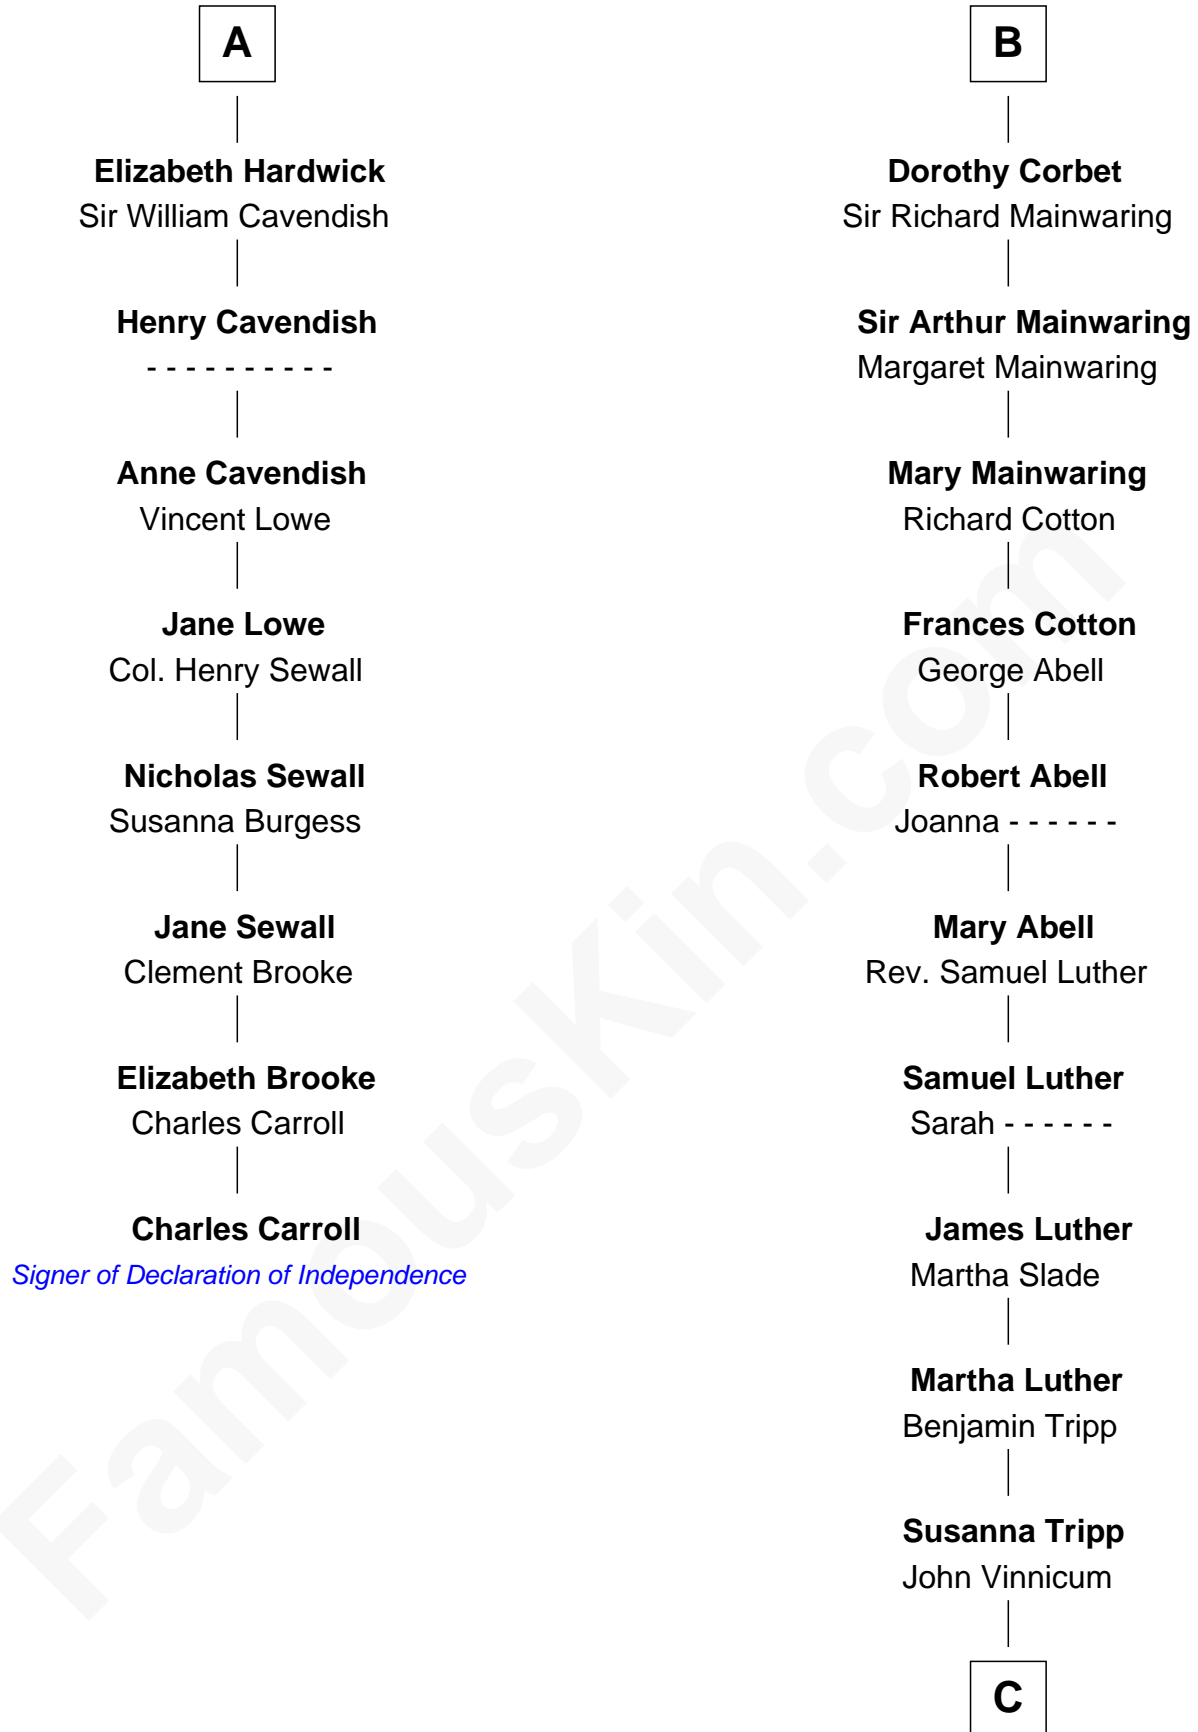 A
Elizabeth Hardwick
Sir William Cavendish
Henry Cavendish
- - - - - - - - - -
Anne Cavendish
Vincent Lowe
Jane Lowe
Col. Henry Sewall
Nicholas Sewall
Susanna Burgess
Jane Sewall
Clement Brooke
Elizabeth Brooke
Charles Carroll
Charles Carroll
Signer of Declaration of Independence
B
Dorothy Corbet
Sir Richard Mainwaring
Sir Arthur Mainwaring
Margaret Mainwaring
Mary Mainwaring
Richard Cotton
Frances Cotton
George Abell
Robert Abell
Joanna - - - - - -
Mary Abell
Rev. Samuel Luther
Samuel Luther
Sarah - - - - - -
James Luther
Martha Slade
Martha Luther
Benjamin Tripp
Susanna Tripp
John Vinnicum
C
FamousKin.com